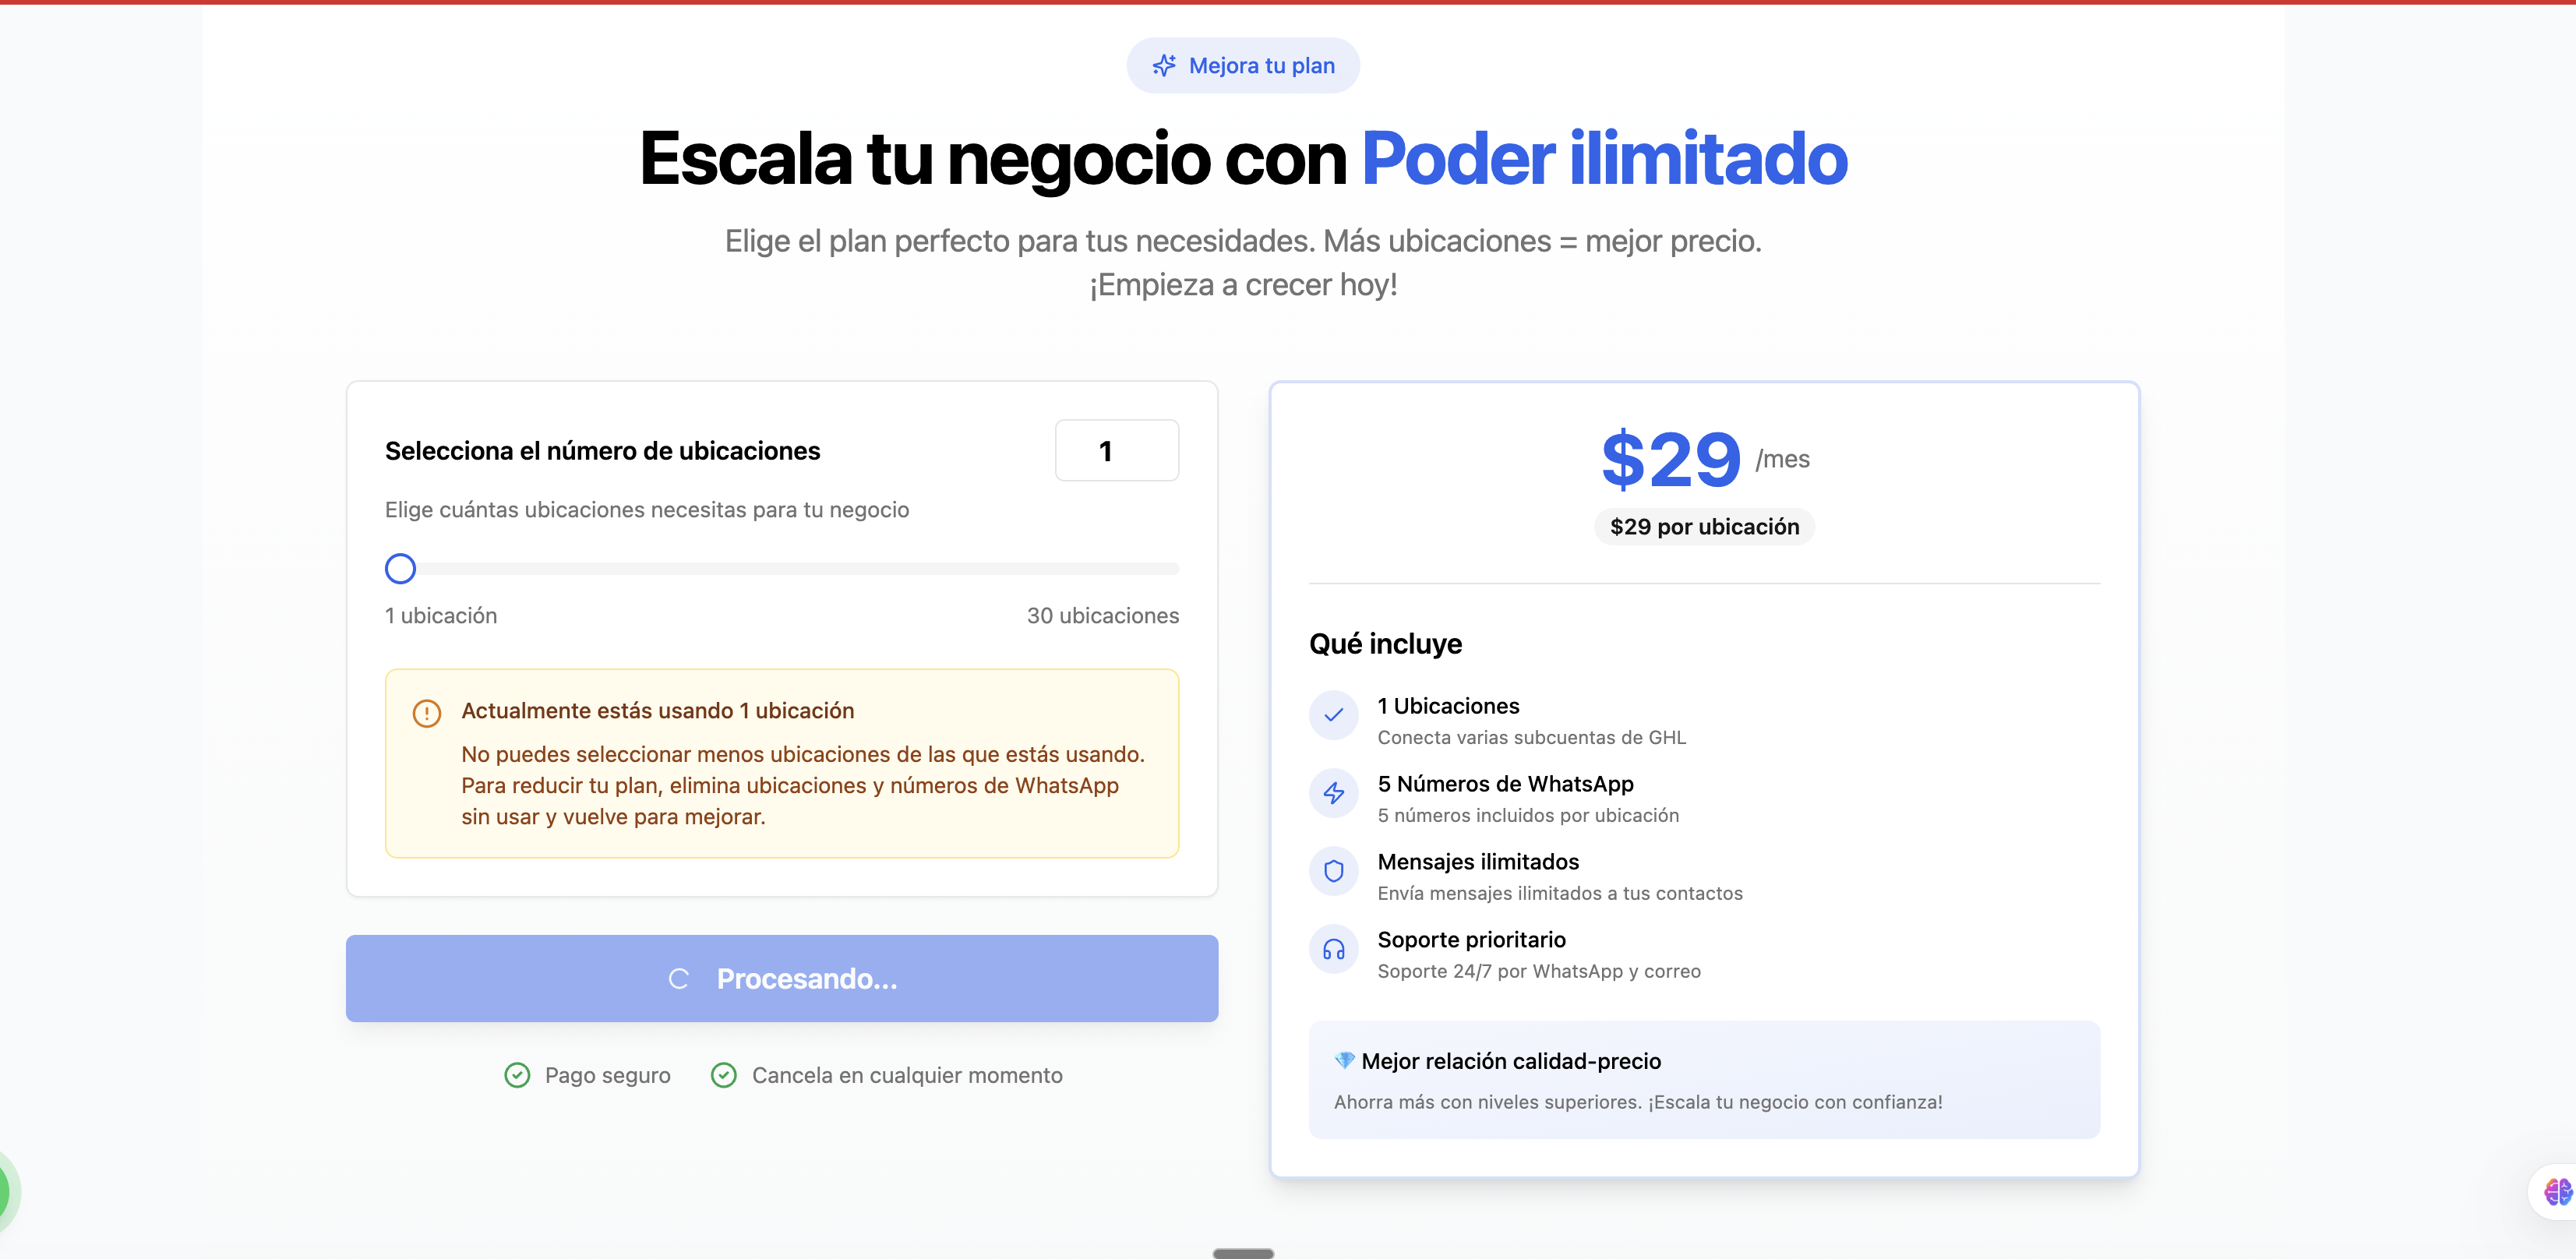 Mejora tu plan
Escala tu negocio con Poder ilimitado
Elige el plan perfecto para tus necesidades. Más ubicaciones = mejor precio.
¡Empieza a crecer hoy!
Selecciona el número de ubicaciones
1
Elige cuántas ubicaciones necesitas para tu negocio
1 ubicación
30 ubicaciones
Actualmente estás usando 1 ubicación
No puedes seleccionar menos ubicaciones de las que estás usando.
Para reducir tu plan, elimina ubicaciones y números de WhatsApp
sin usar y vuelve para mejorar.
Procesando...
Pago seguro
Cancela en cualquier momento
$29 /mes
$29 por ubicación
Qué incluye
1 Ubicaciones
Conecta varias subcuentas de GHL
5 Números de WhatsApp
5 números incluidos por ubicación
Mensajes ilimitados
Envía mensajes ilimitados a tus contactos
Soporte prioritario
Soporte 24/7 por WhatsApp y correo
💎 Mejor relación calidad-precio
Ahorra más con niveles superiores. ¡Escala tu negocio con confianza!